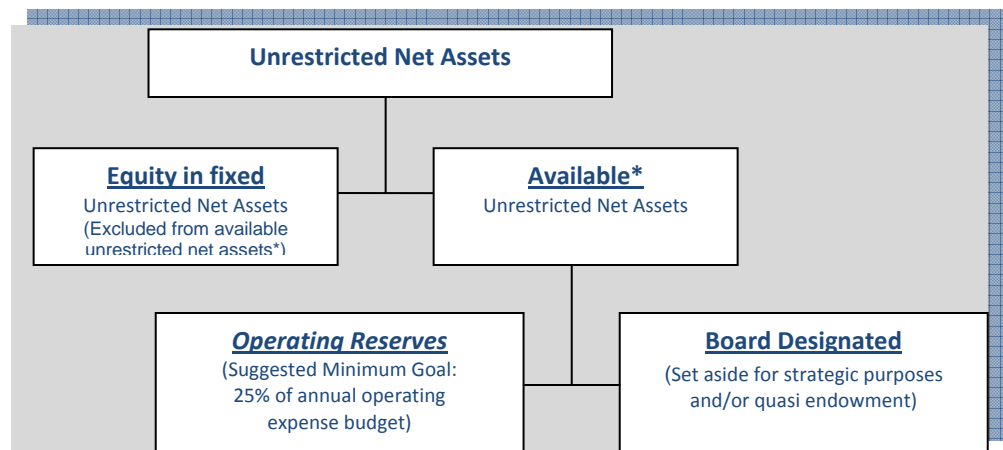 Unrestricted Net Assets
Equity in fixed
Unrestricted Net Assets
(Excluded from available
unrestricted net assets*)
Available*
Unrestricted Net Assets
Operating Reserves
(Suggested Minimum Goal:
25% of annual operating
expense budget)
Board Designated
(Set aside for strategic purposes
and/or quasi endowment)